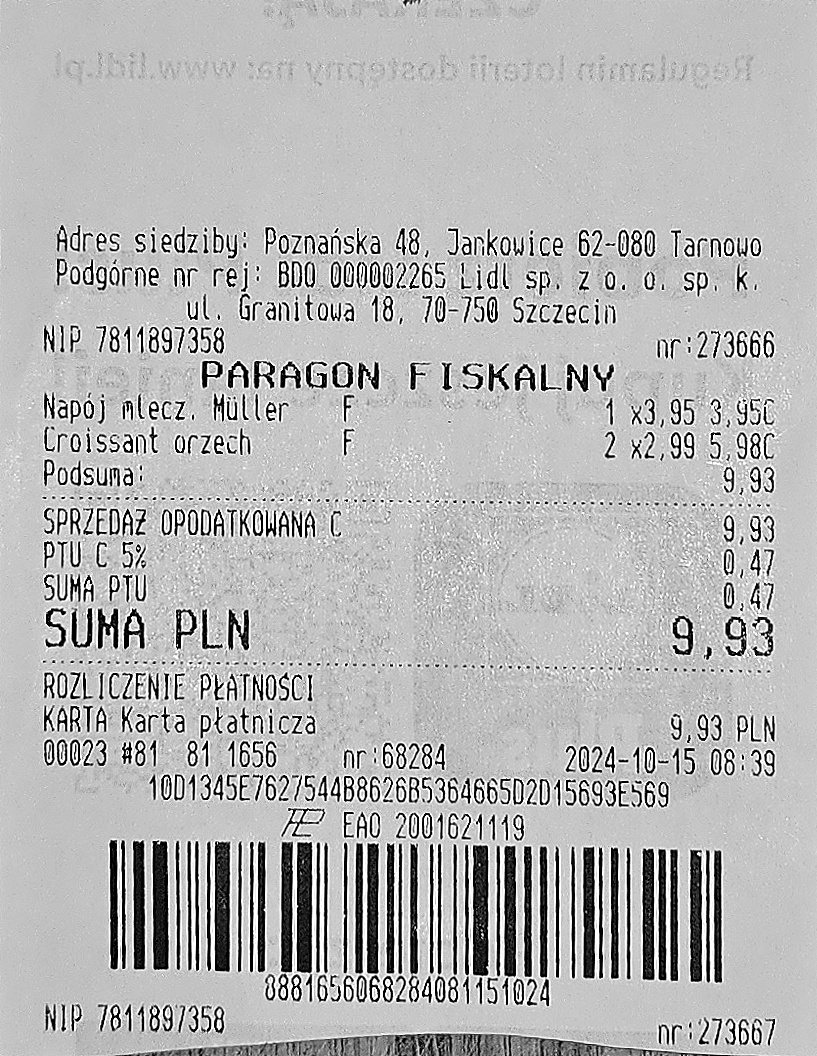 Regulamin loterii dostępny na: www.lidl.pl
Adres siedziby: Poznańska 48, Jankowice 62-080 Tarnowo
Podgórne nr rej: BDO 000002265 Lidl sp. z o. o. sp. k.
ul. Granitowa 18, 70-750 Szczecin
NIP 7811897358 nr:273666
PARAGON FISKALNY
Napój mlecz. Müller F 1 x3,95 3,95C
Croissant orzech F 2 x2,99 5,98C
Podsuma: 9,93
SPRZEDAŻ OPODATKOWANA C 9,93
PTU C 5% 0,47
SUMA PTU 0,47
SUMA PLN 9,93
ROZLICZENIE PŁATNOŚCI
KARTA Karta płatnicza 9,93 PLN
00023 #81 81 1656 nr:68284 2024-10-15 08:39
10D1345E7627544B8626B5364665D2D15693E569
EAO 2001621119
8881656068284081151024
NIP 7811897358 nr:273667